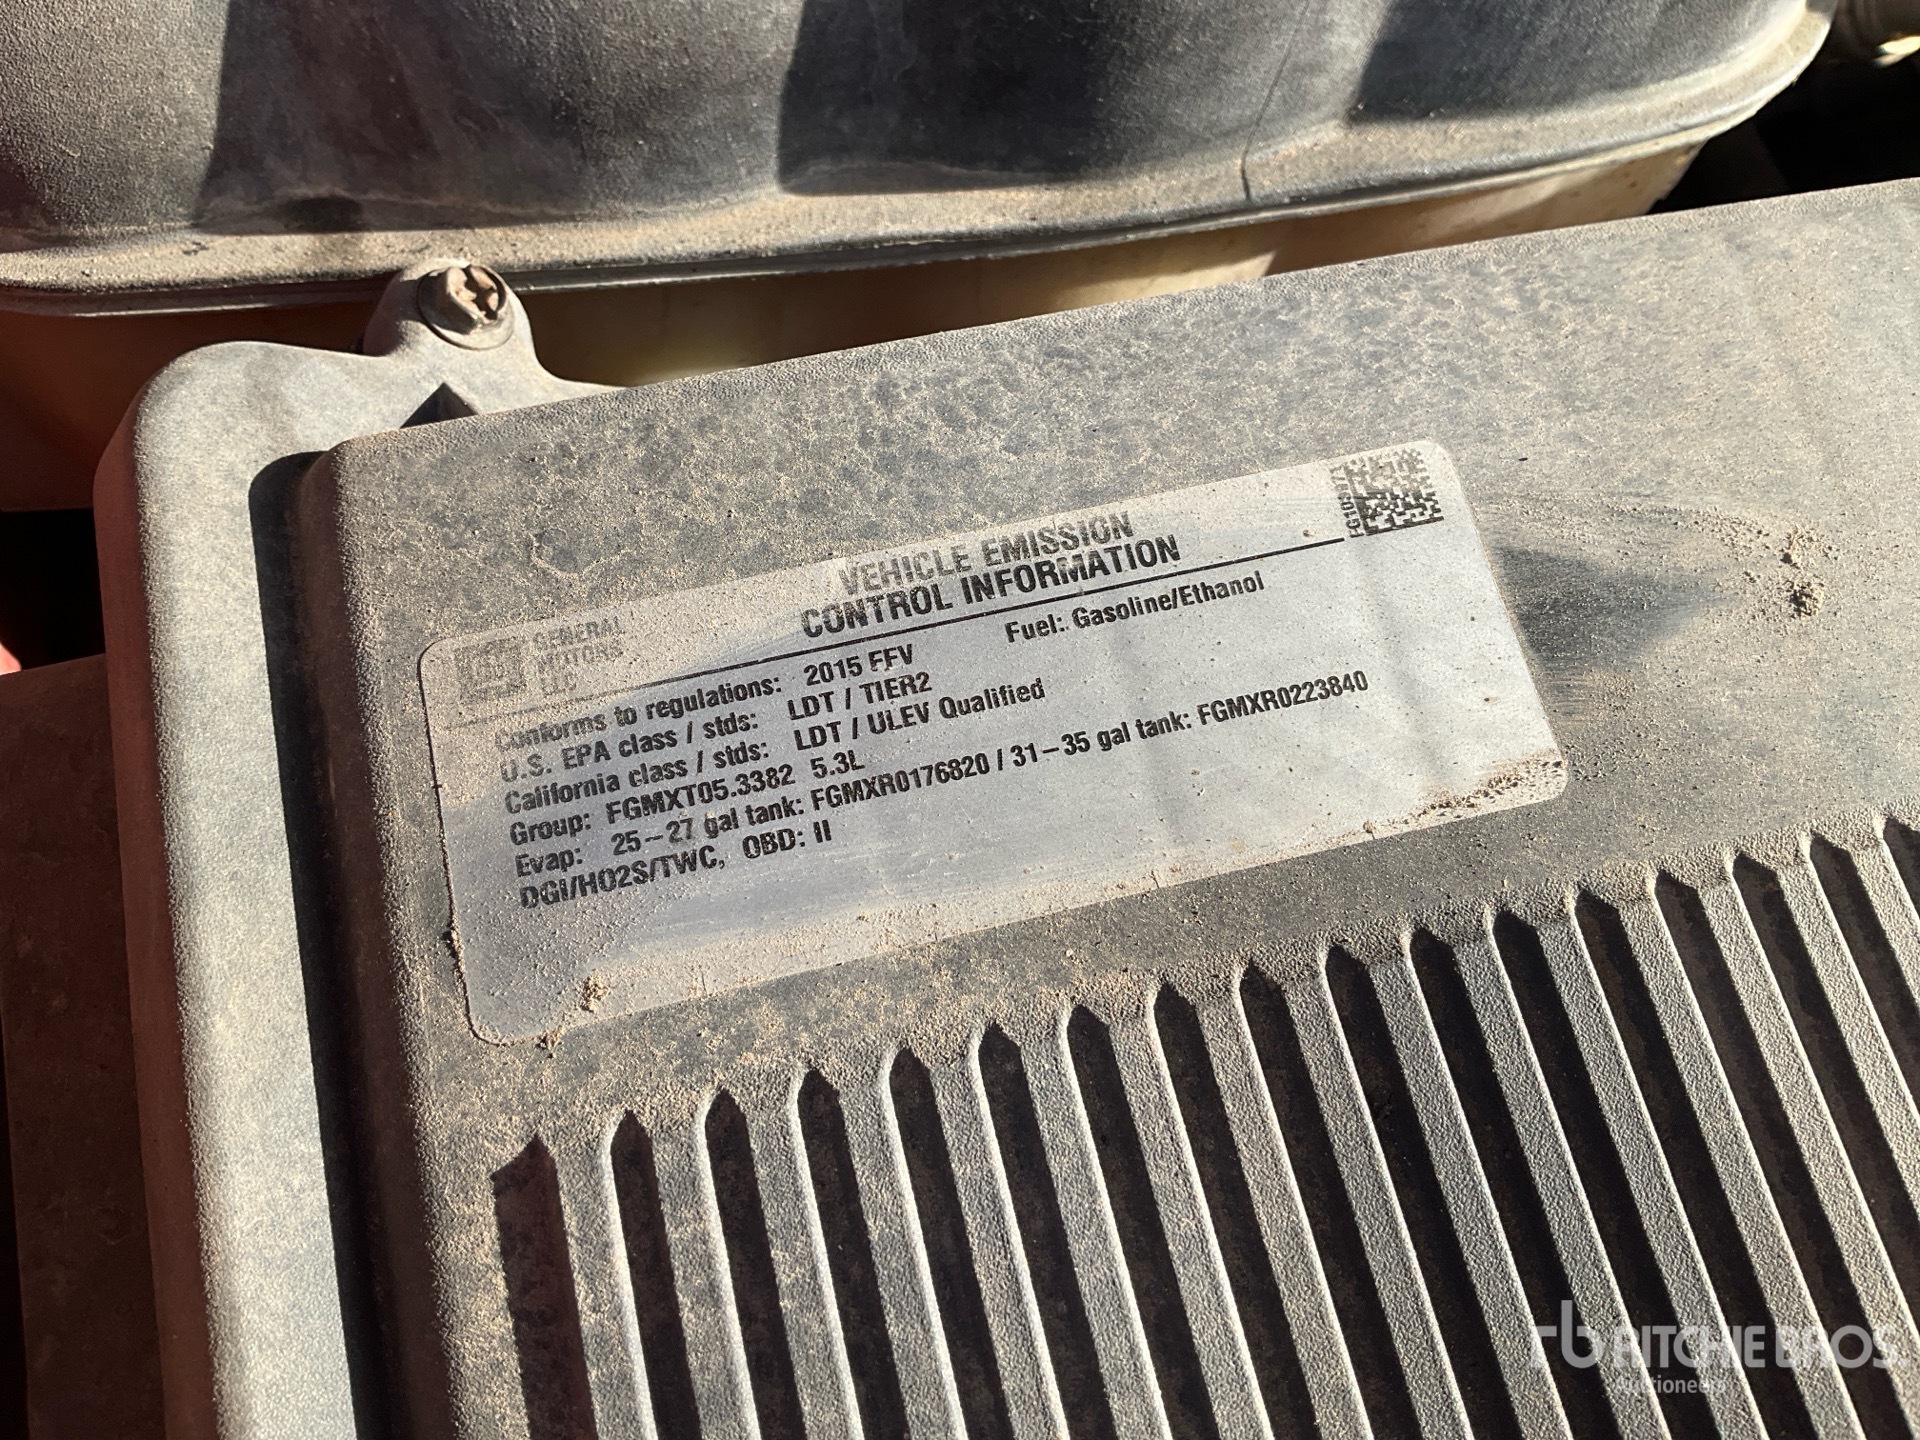 GM GENERAL
MOTORS
LLC
VEHICLE EMISSION
CONTROL INFORMATION
Conforms to regulations: 2015 FFV Fuel: Gasoline/Ethanol
U.S. EPA class / stds: LDT / TIER2
California class / stds: LDT / ULEV Qualified
Group: FGMXT05.3382 5.3L
Evap: 25–27 gal tank: FGMXR0176820 / 31–35 gal tank: FGMXR0223840
DGI/HO2S/TWC, OBD: II
rb RITCHIE BROS.
Auctioneers